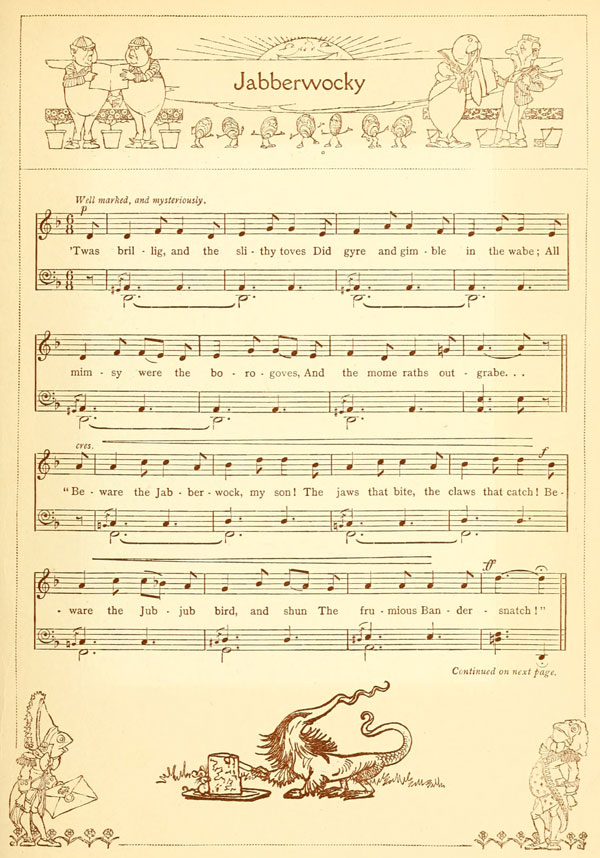 Jabberwocky
Well marked, and mysteriously.
p
'Twas bril - lig, and the sli - thy toves Did gyre and gim - ble in the wabe; All
mim - sy were the bo - ro - goves, And the mome raths out - grabe. . .
cres.
f
"Be - ware the Jab - ber - wock, my son! The jaws that bite, the claws that catch! Be -
ff
- ware the Jub - jub bird, and shun The fru - mious Ban - der - snatch!"
Continued on next page.